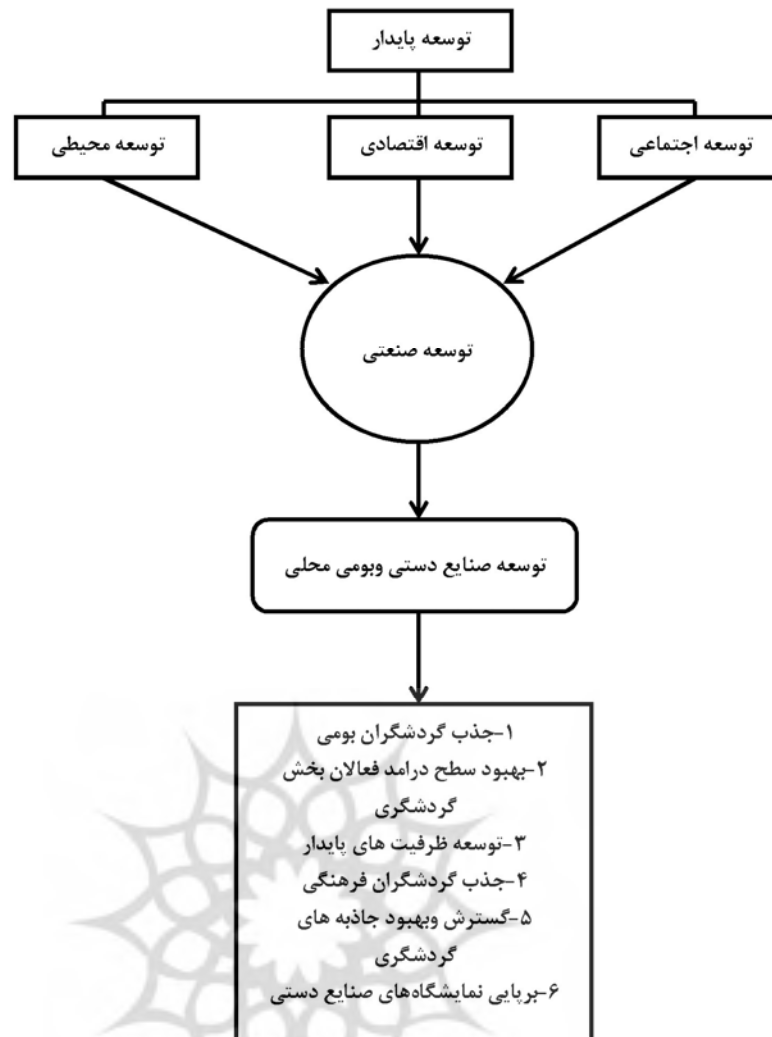 توسعه پایدار
توسعه اجتماعی
توسعه اقتصادی
توسعه محیطی
توسعه صنعتی
توسعه صنایع دستی وبومی محلی
۱-جذب گردشگران بومی
۲-بهبود سطح درامد فعالان بخش
گردشگری
۳-توسعه ظرفیت های پایدار
۴-جذب گردشگران فرهنگی
۵-گسترش وبهبود جاذبه های
گردشگری
۶-برپایی نمایشگاه‌های صنایع دستی